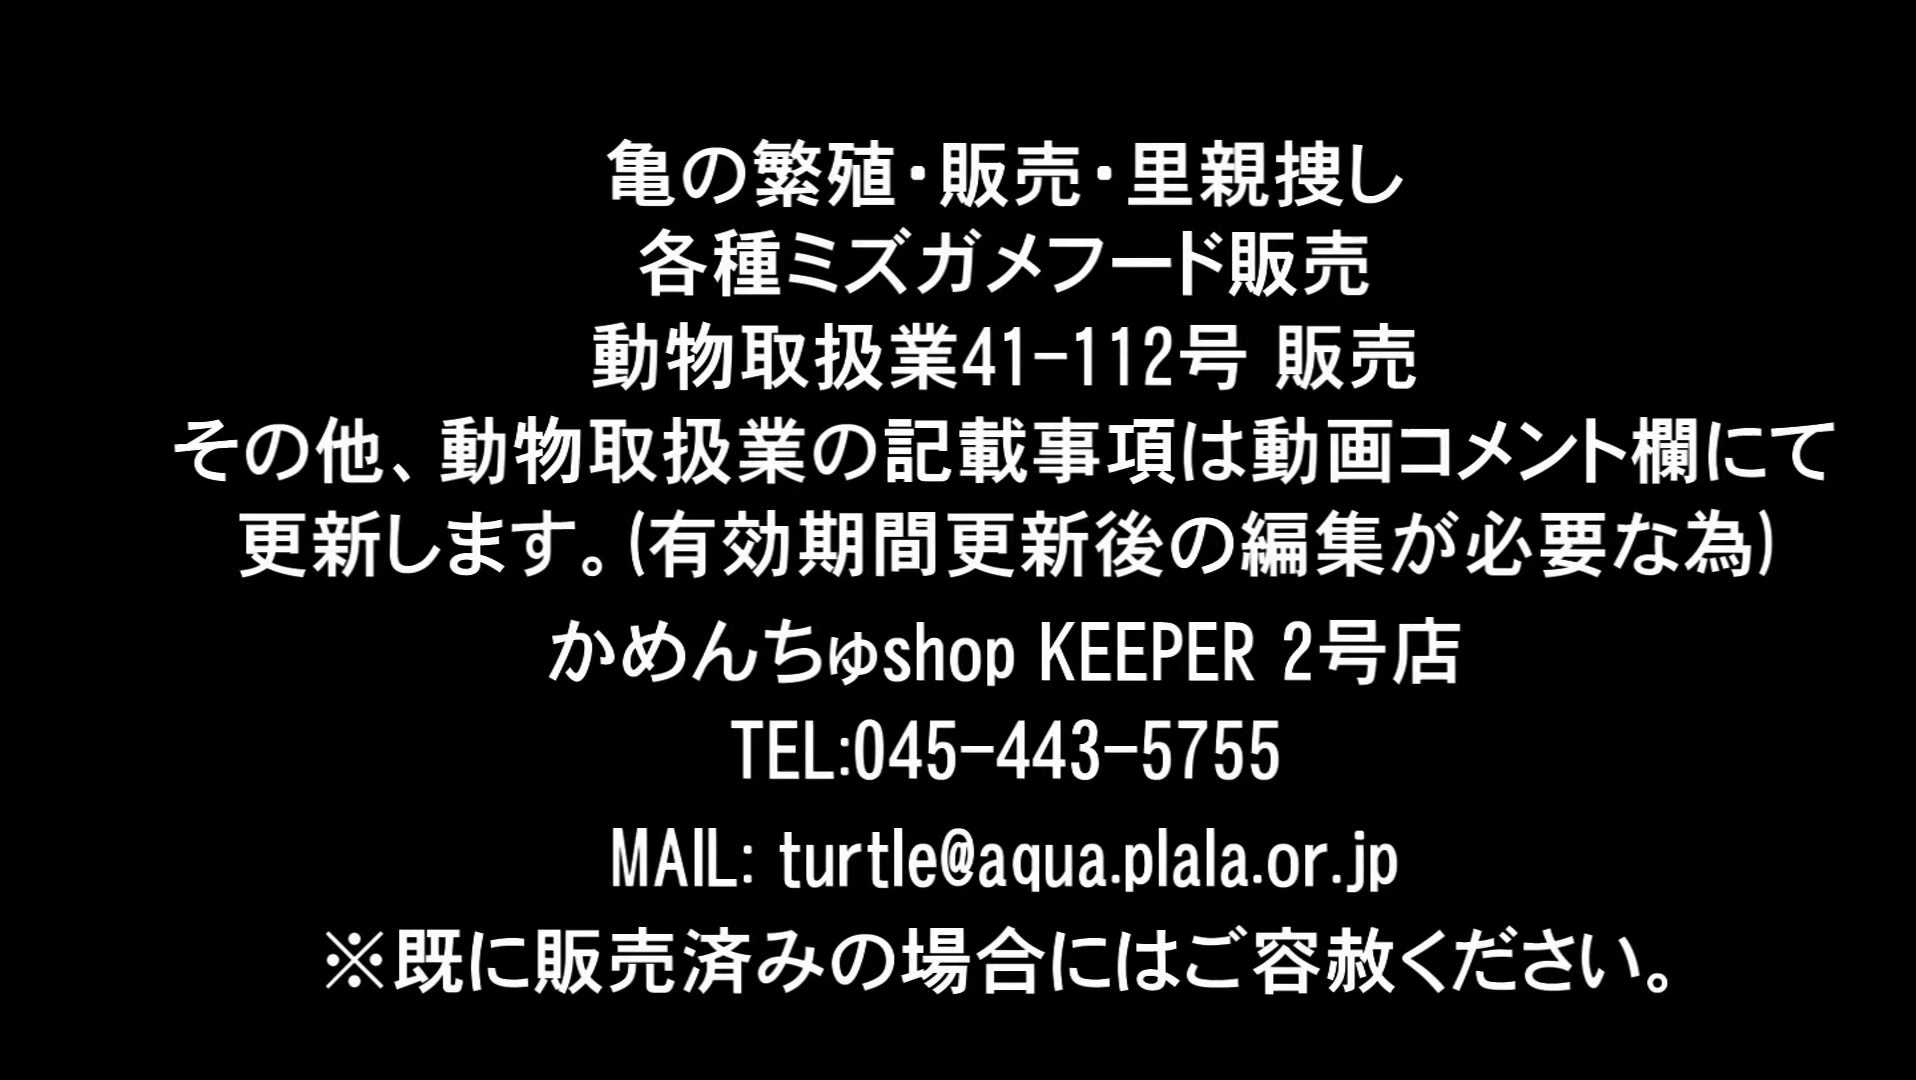 亀の繁殖・販売・里親捜し
各種ミズガメフード販売
動物取扱業41-112号 販売
その他、動物取扱業の記載事項は動画コメント欄にて
更新します。(有効期間更新後の編集が必要な為)
かめんちゅshop KEEPER 2号店
TEL:045-443-5755
MAIL: turtle@aqua.plala.or.jp
※既に販売済みの場合にはご容赦ください。